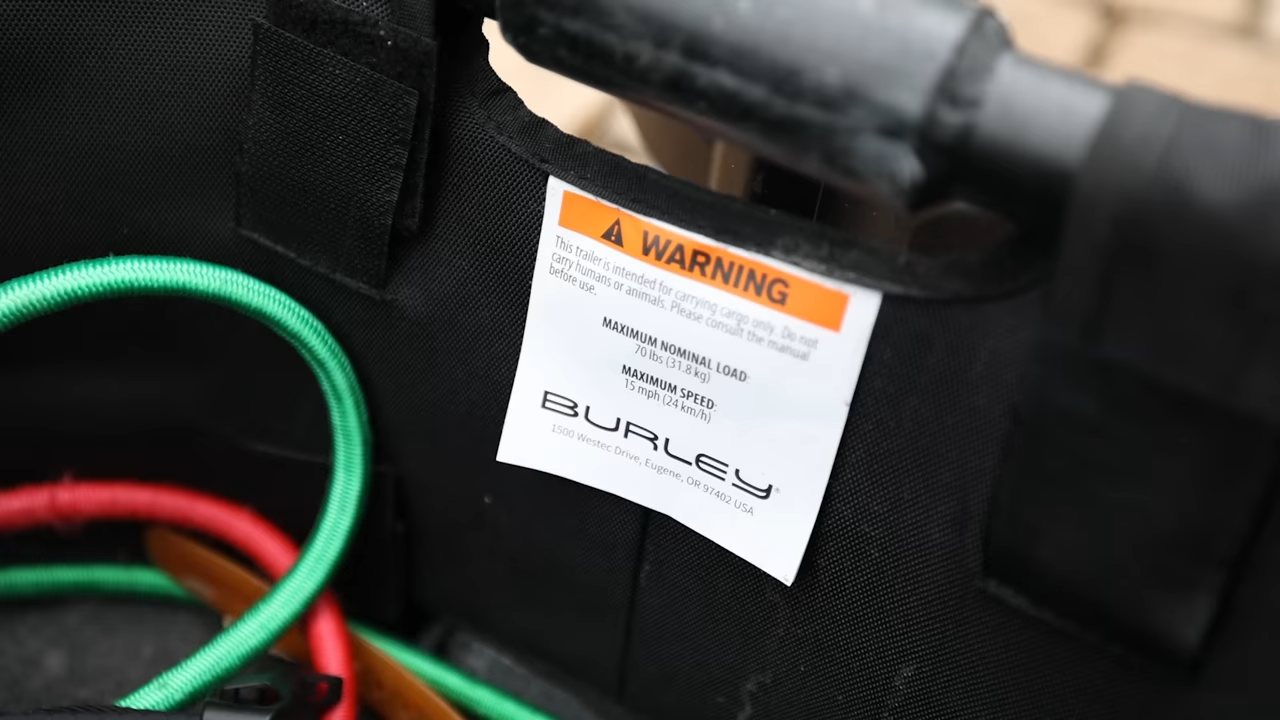 WARNING
This trailer is intended for carrying cargo only. Do not
carry humans or animals. Please consult the manual
before use.
MAXIMUM NOMINAL LOAD:
70 lbs (31.8 kg)
MAXIMUM SPEED:
15 mph (24 km/h)
BURLEY®
1500 Westec Drive, Eugene, OR 97402 USA